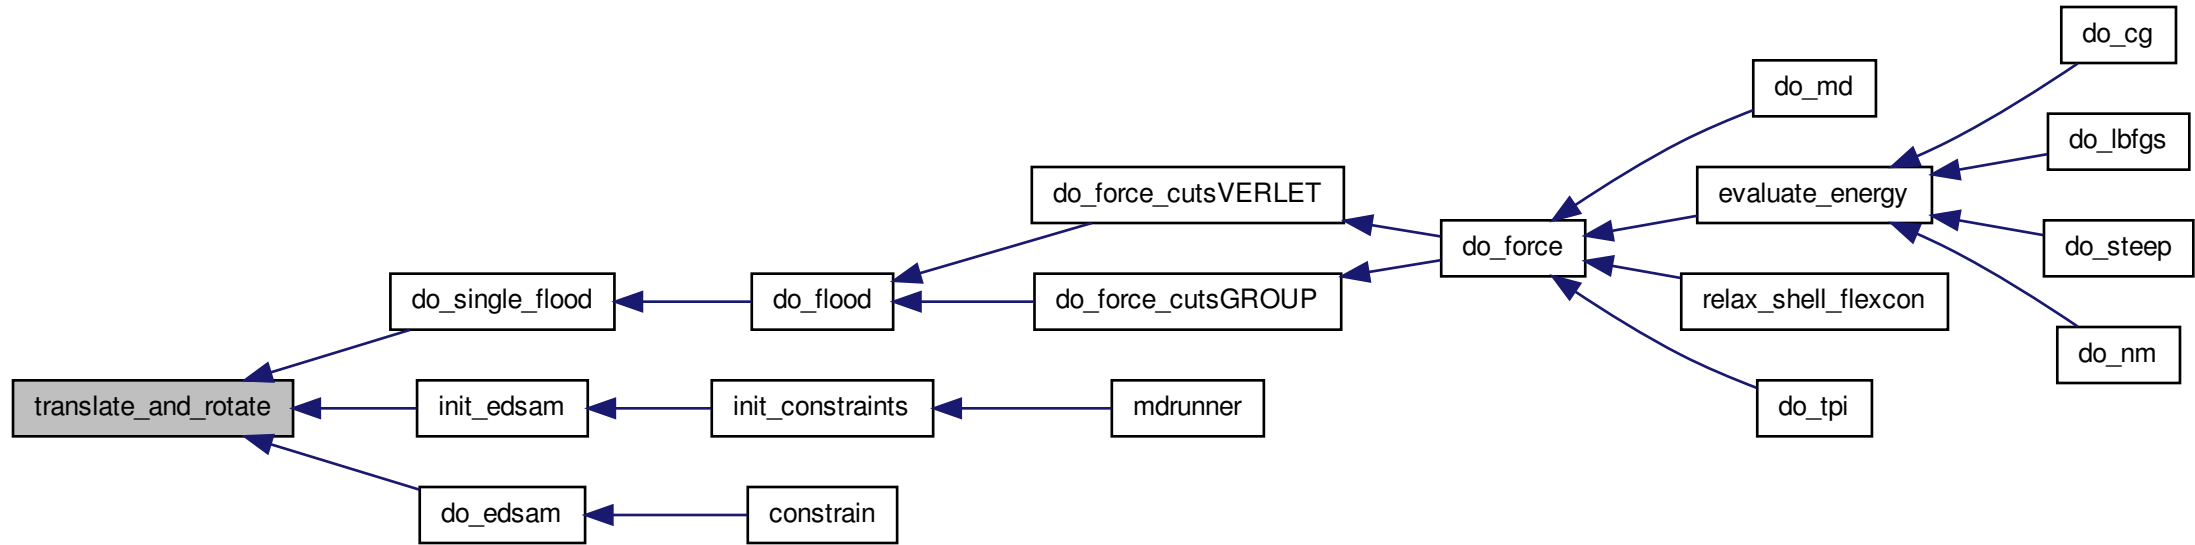 do_cg
do_md
do_lbfgs
do_force_cutsVERLET
evaluate_energy
do_force
do_steep
do_single_flood
do_flood
do_force_cutsGROUP
relax_shell_flexcon
do_nm
translate_and_rotate
init_edsam
init_constraints
mdrunner
do_tpi
do_edsam
constrain